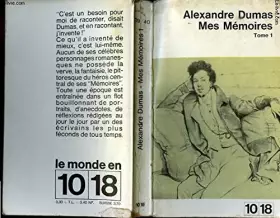 "C'est un besoin pour
moi de raconter, disait
Dumas, et en racontant,
j'invente !"
Ce qu'il a inventé de
mieux, c'est lui-même.
Aucun de ses célèbres
personnages romanes-
ques ne possède la
verve, la fantaisie, le pit-
toresque du héros cen-
tral de ses "Mémoires".
Toute une époque est
entraînée dans un flot
bouillonnant de por-
traits, d'anecdotes, de
réflexions rédigées au
jour le jour par un des
écrivains les plus
féconds de tous temps.
le monde en
10 18
Alexandre Dumas - Mes Mémoires 1
10 18
Alexandre Dumas
Mes Mémoires
Tome 1
10 18